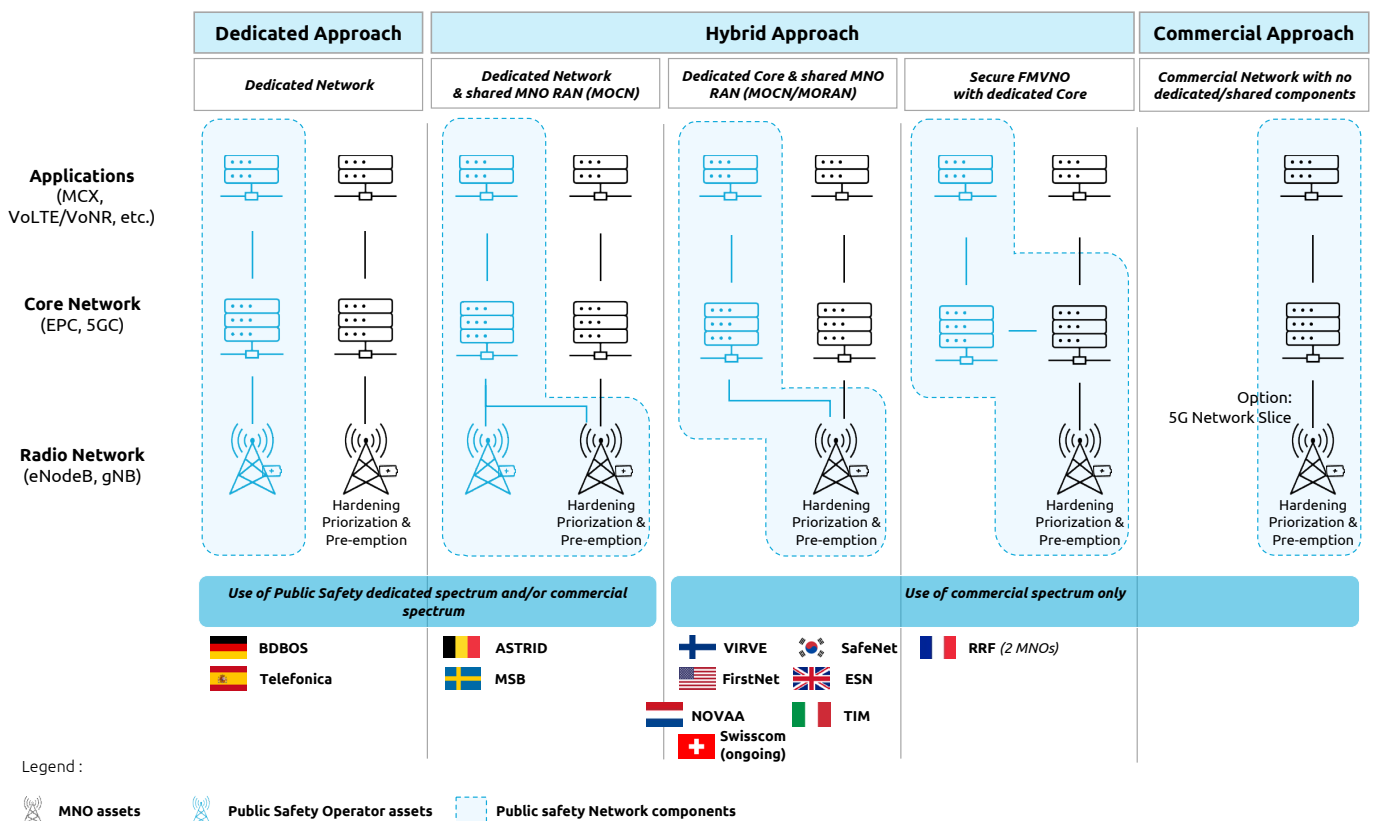 Dedicated Approach
Hybrid Approach
Commercial Approach
Dedicated Network
Dedicated Network
& shared MNO RAN (MOCN)
Dedicated Core & shared MNO
RAN (MOCN/MORAN)
Secure FMVNO
with dedicated Core
Commercial Network with no
dedicated/shared components
Applications
(MCX,
VoLTE/VoNR, etc.)
Core Network
(EPC, 5GC)
Option:
5G Network Slice
Radio Network
(eNodeB, gNB)
Hardening
Priorization &
Pre-emption
Hardening
Priorization &
Pre-emption
Hardening
Priorization &
Pre-emption
Hardening
Priorization &
Pre-emption
Hardening
Priorization &
Pre-emption
Use of Public Safety dedicated spectrum and/or commercial
spectrum
Use of commercial spectrum only
BDBOS
Telefonica
ASTRID
MSB
VIRVE
SafeNet
FirstNet
ESN
NOVAA
TIM
Swisscom
(ongoing)
RRF (2 MNOs)
Legend :
MNO assets
Public Safety Operator assets
Public safety Network components